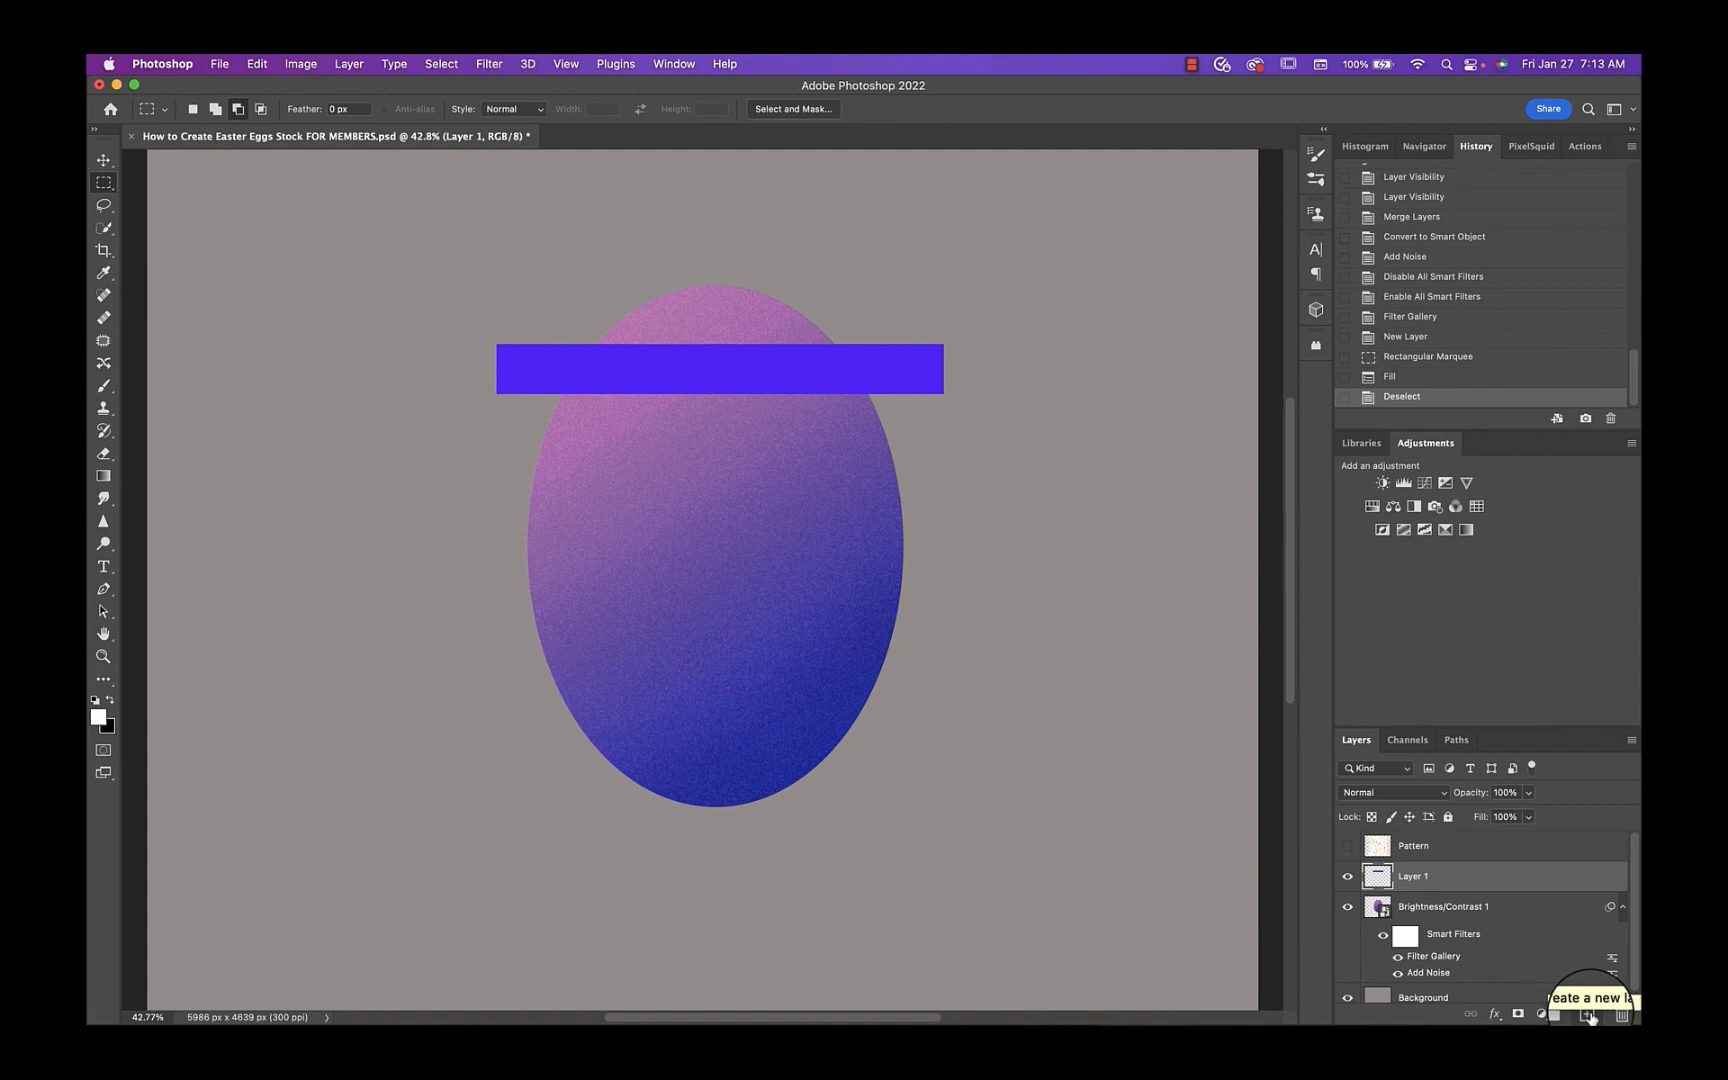 Photoshop File Edit Image Layer Type Select Filter 3D View Plugins Window Help 100% Fri Jan 27 7:13 AM
Adobe Photoshop 2022
Feather: 0 px Anti-alias Style: Normal Width: Height: Select and Mask... Share
How to Create Easter Eggs Stock FOR MEMBERS.psd @ 42.8% (Layer 1, RGB/8) *
Histogram Navigator History PixelSquid Actions
Layer Visibility
Layer Visibility
Merge Layers
Convert to Smart Object
Add Noise
Disable All Smart Filters
Enable All Smart Filters
Filter Gallery
New Layer
Rectangular Marquee
Fill
Deselect
Libraries Adjustments
Add an adjustment
Layers Channels Paths
Kind
Normal Opacity: 100%
Lock: Fill: 100%
Pattern
Layer 1
Brightness/Contrast 1
Smart Filters
Filter Gallery
Add Noise
Background
eate a new la
fx
42.77% 5986 px x 4639 px (300 ppi)